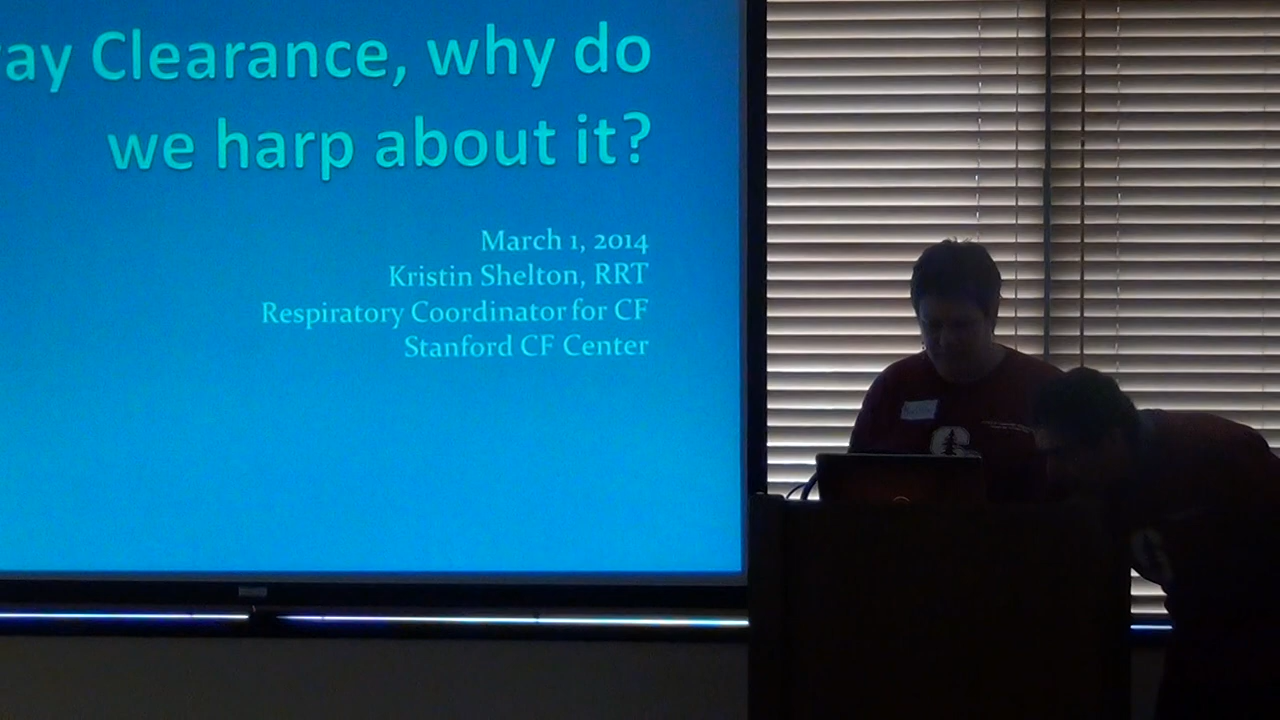 ay Clearance, why do
we harp about it?
March 1, 2014
Kristin Shelton, RRT
Respiratory Coordinator for CF
Stanford CF Center